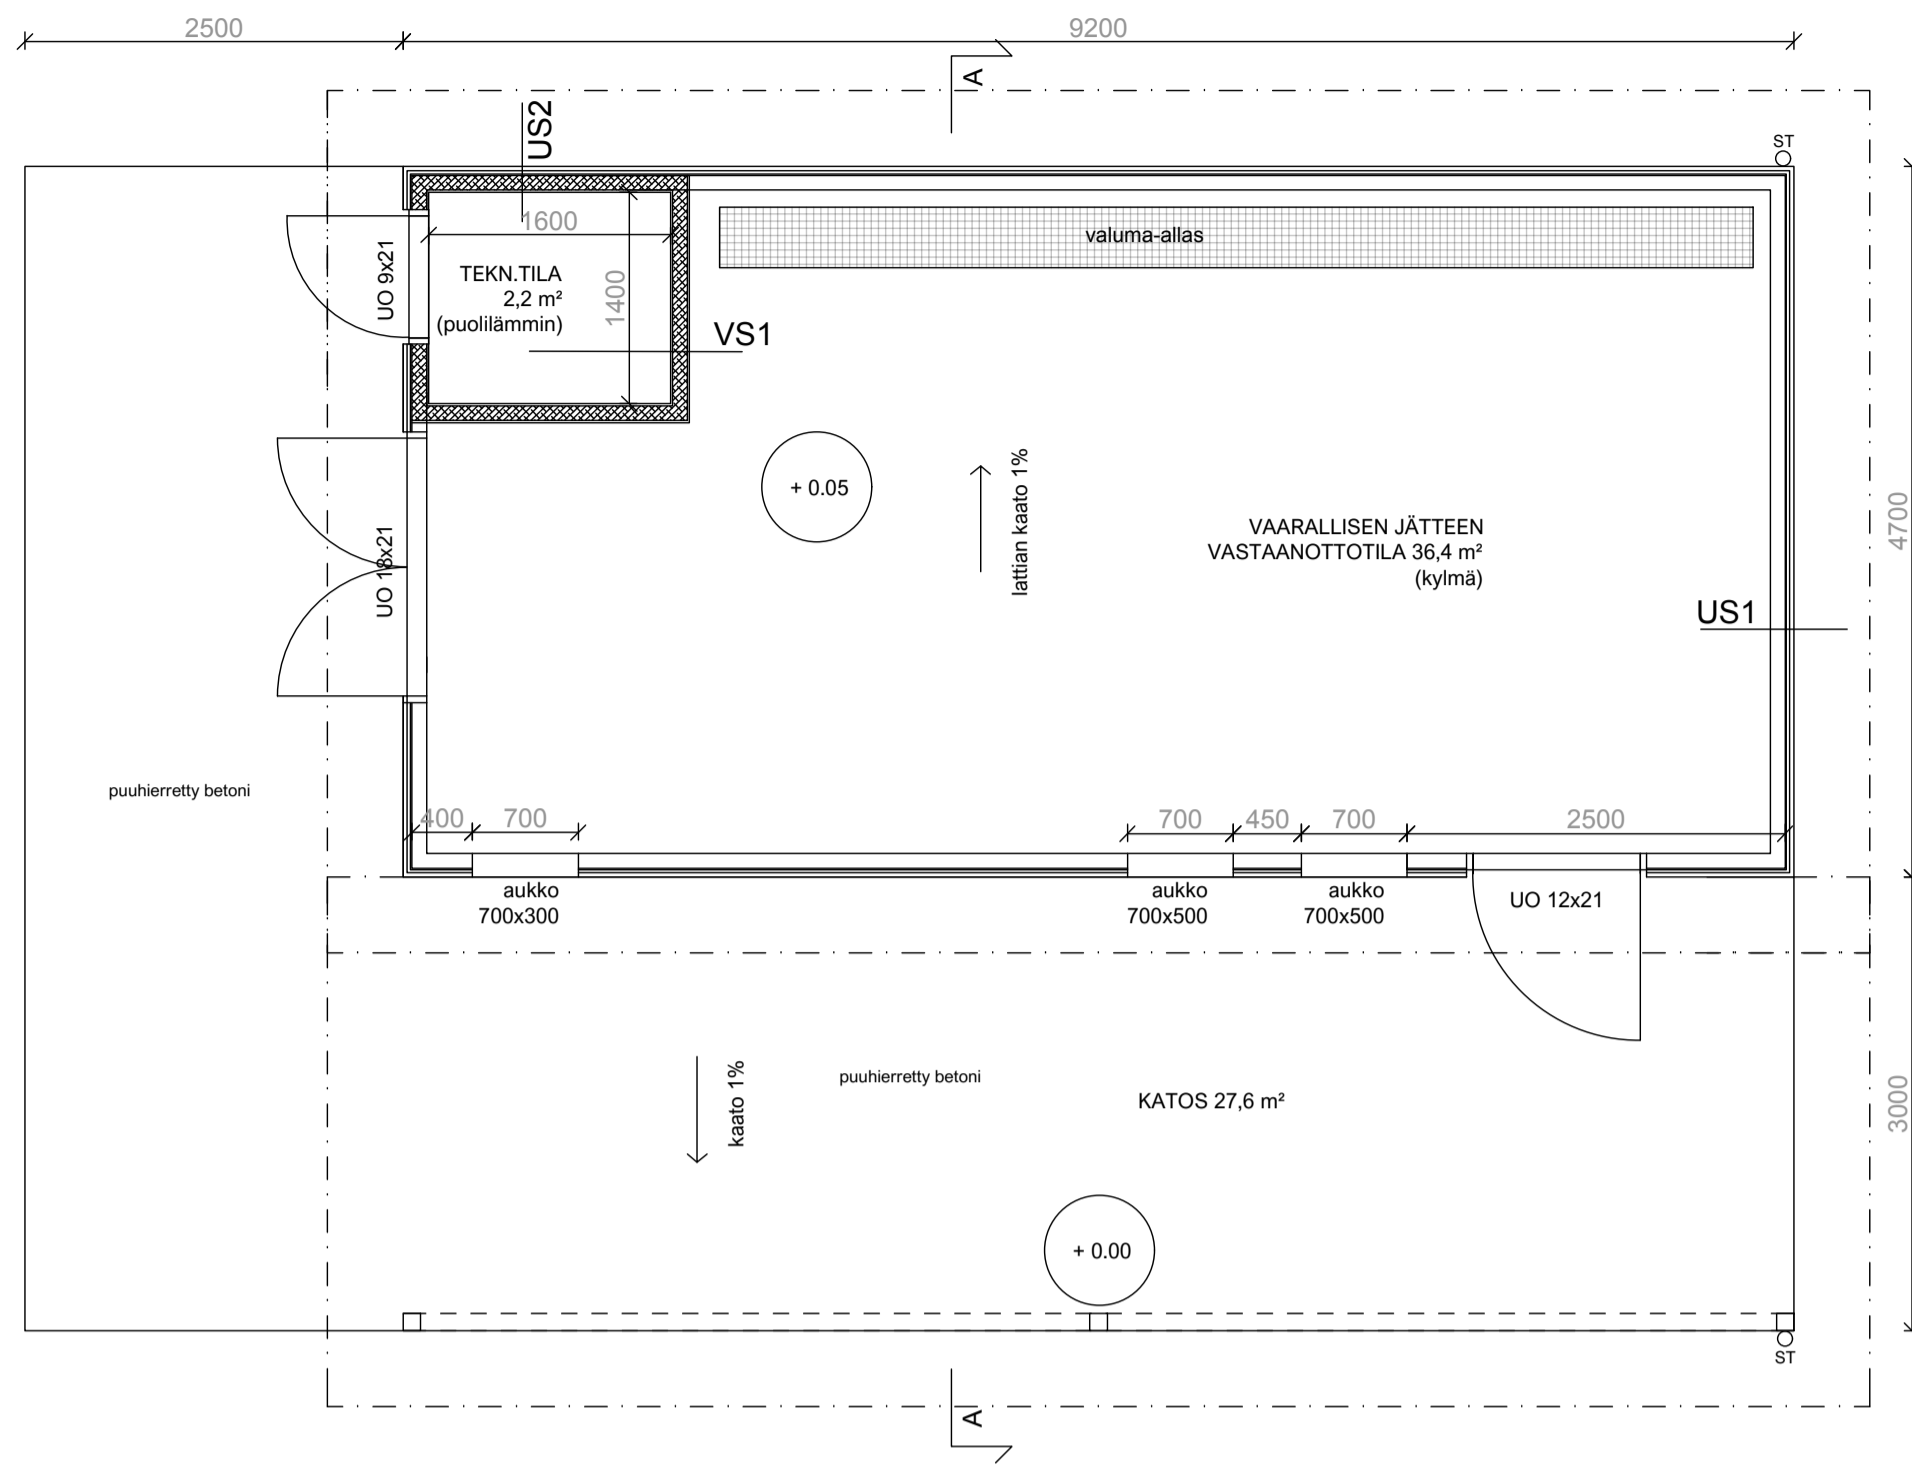 2500
9200
A
US2
ST
1600
valuma-allas
UO 9x21
TEKN.TILA
2,2 m²
(puolilämmin)
1400
VS1
+ 0.05
lattian kaato 1%
VAARALLISEN JÄTTEEN
VASTAANOTTOTILA 36,4 m²
(kylmä)
4700
UO 18x21
US1
puuhierretty betoni
400
700
700
450
700
2500
aukko
700x300
aukko
700x500
aukko
700x500
UO 12x21
kaato 1%
puuhierretty betoni
KATOS 27,6 m²
3000
+ 0.00
ST
A